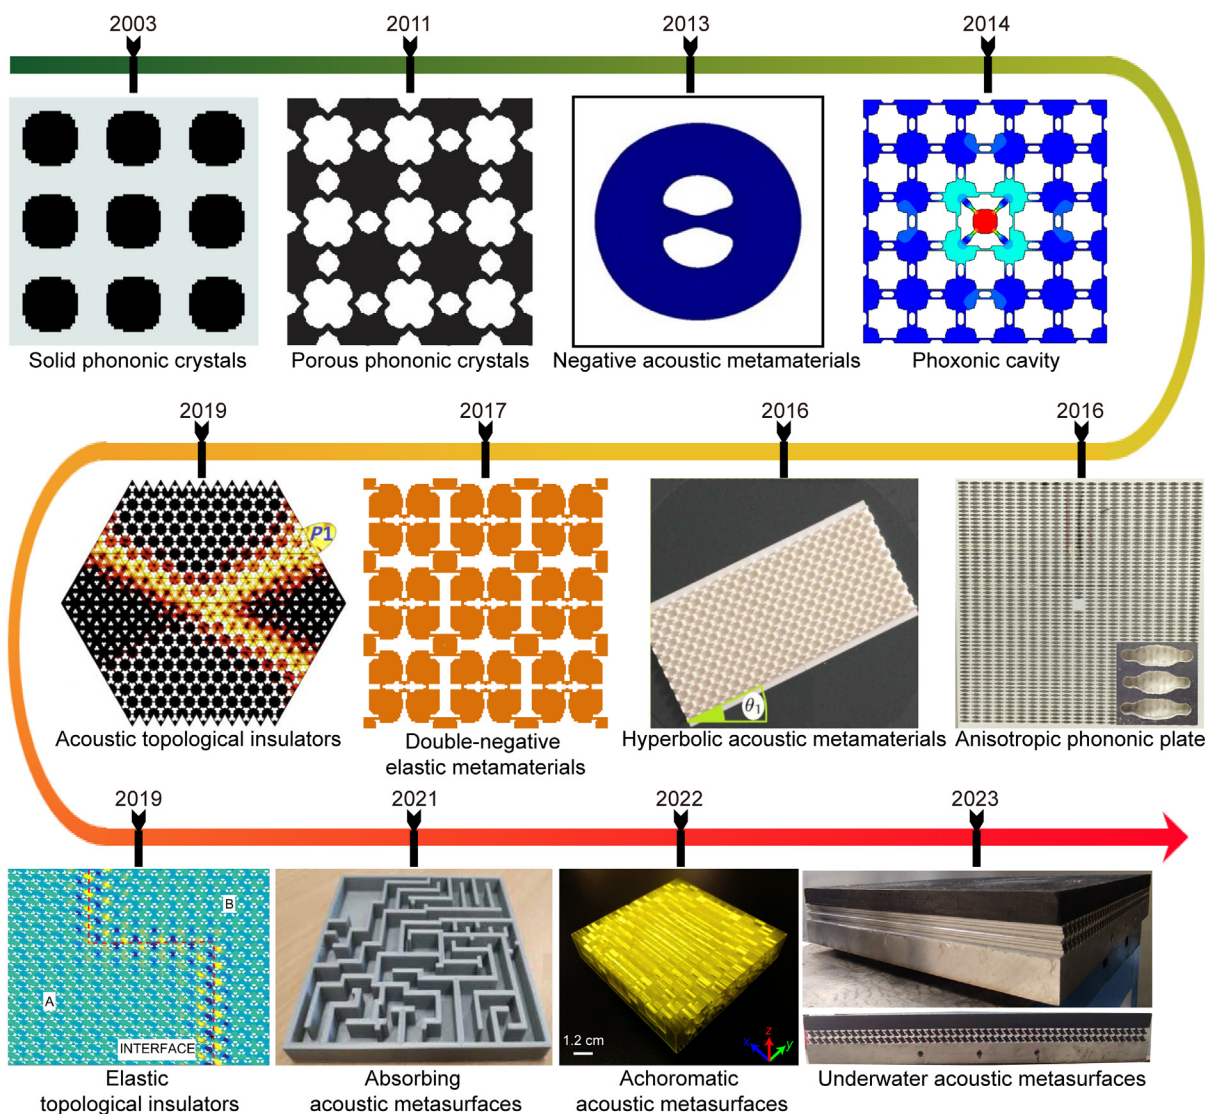 2003
2011
2013
2014
Solid phononic crystals
Porous phononic crystals
Negative acoustic metamaterials
Phoxonic cavity
2019
2017
2016
2016
P1
θ1
Acoustic topological insulators
Double-negative
elastic metamaterials
Hyperbolic acoustic metamaterials
Anisotropic phononic plate
2019
2021
2022
2023
B
A
INTERFACE
1.2 cm
x
z
y
Elastic
topological insulators
Absorbing
acoustic metasurfaces
Achoromatic
acoustic metasurfaces
Underwater acoustic metasurfaces